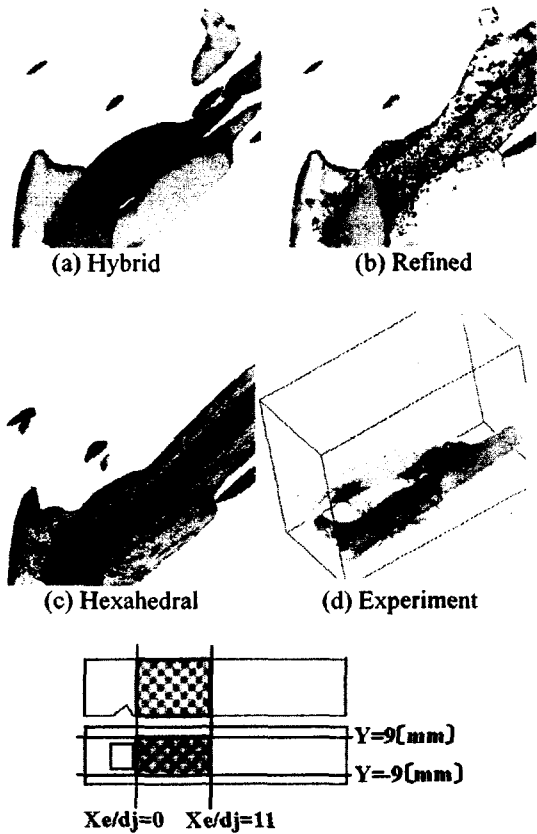 (a) Hybrid
(b) Refined
(c) Hexahedral
(d) Experiment
Y=9[mm]
Y=-9[mm]
Xe/dj=0
Xe/dj=11